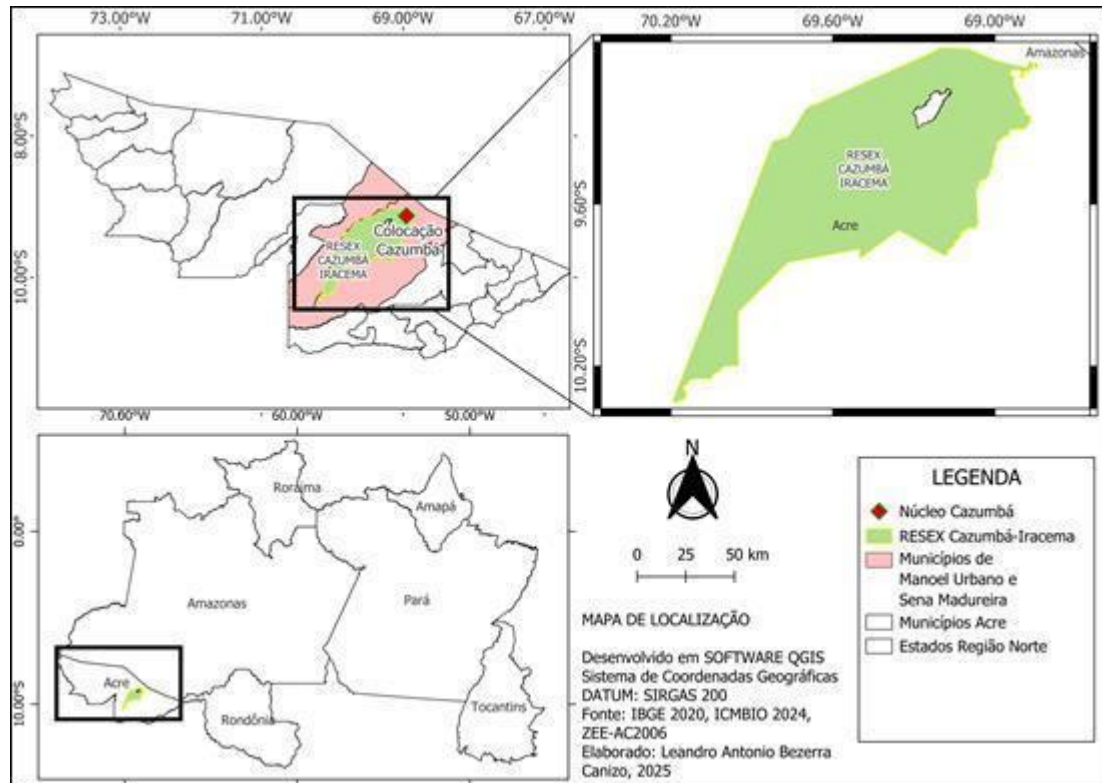 73.00°W 71.00°W 69.00°W 67.00°W
8.00°S
10.00°S
Colocação
Cazumbá
RESEX
CAZUMBÁ
IRACEMA
70.20°W 69.60°W 69.00°W
9.60°S
10.20°S
Amazonas
RESEX
CAZUMBÁ
IRACEMA
Acre
70.00°W 60.00°W 50.00°W
0.00°
10.00°S
Roraima
Amapá
Amazonas
Pará
Acre
Rondônia
Tocantins
N
0 25 50 km
MAPA DE LOCALIZAÇÃO
Desenvolvido em SOFTWARE QGIS
Sistema de Coordenadas Geográficas
DATUM: SIRGAS 200
Fonte: IBGE 2020, ICMBIO 2024,
ZEE-AC2006
Elaborado: Leandro Antonio Bezerra
Canizo, 2025
LEGENDA
Núcleo Cazumbá
RESEX Cazumbá-Iracema
Municípios de
Manoel Urbano e
Sena Madureira
Municípios Acre
Estados Região Norte